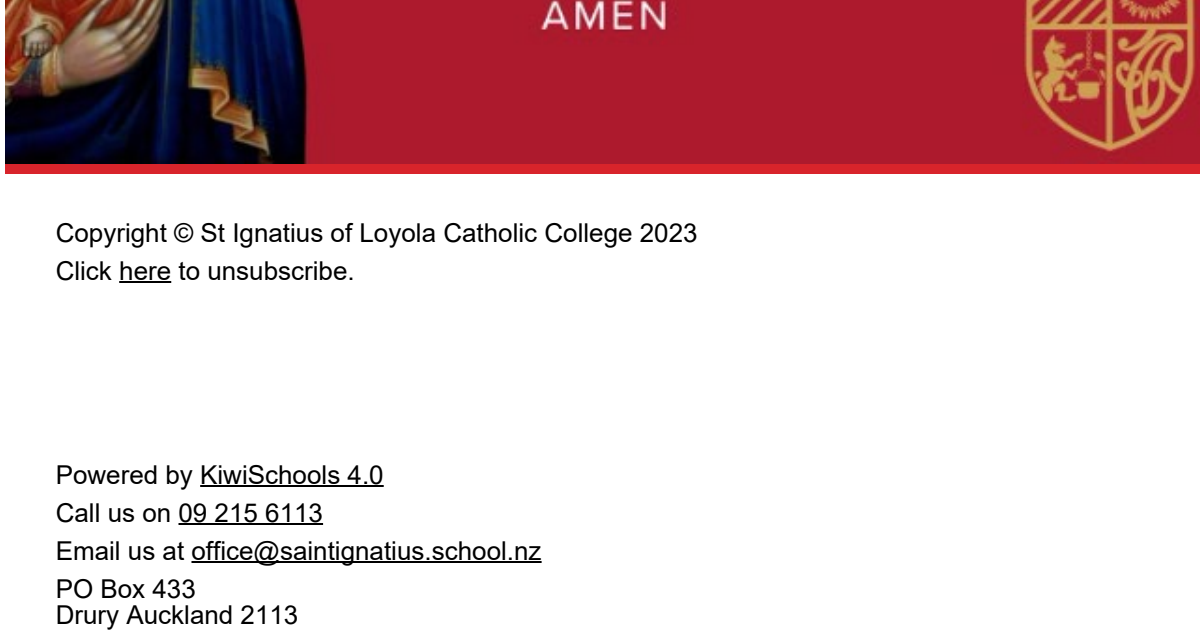 AMEN
Copyright © St Ignatius of Loyola Catholic College 2023
Click here to unsubscribe.
Powered by KiwiSchools 4.0
Call us on 09 215 6113
Email us at office@saintignatius.school.nz
PO Box 433
Drury Auckland 2113